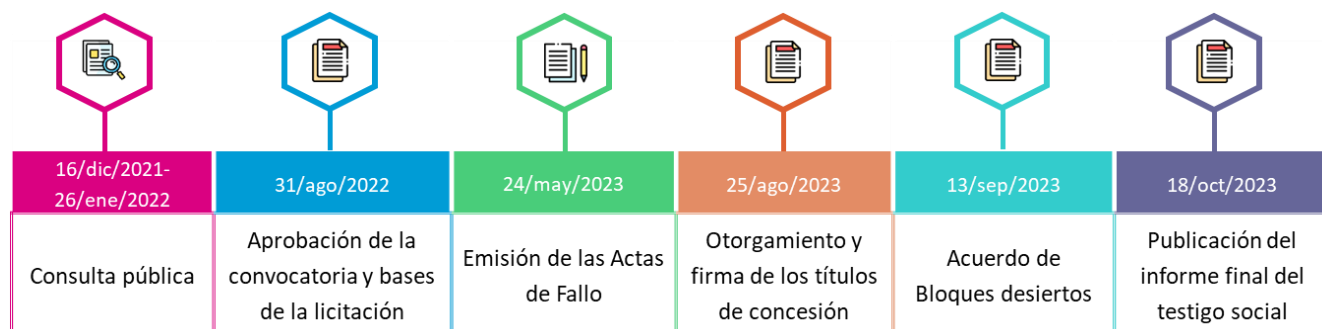 16/dic/2021-
26/ene/2022
31/ago/2022
24/may/2023
25/ago/2023
13/sep/2023
18/oct/2023
Consulta pública
Aprobación de la
convocatoria y bases
de la licitación
Emisión de las Actas
de Fallo
Otorgamiento y
firma de los títulos
de concesión
Acuerdo de
Bloques desiertos
Publicación del
informe final del
testigo social